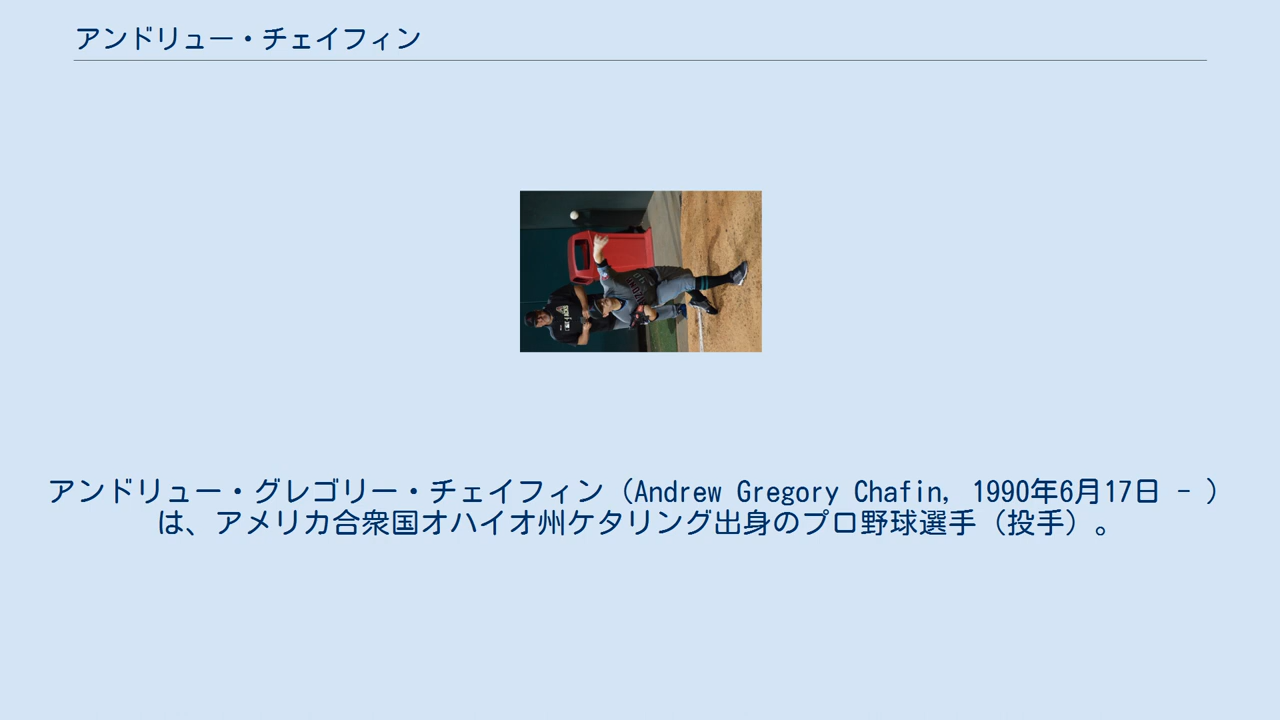 アンドリュー・チェイフィン
アンドリュー・グレゴリー・チェイフィン（Andrew Gregory Chafin, 1990年6月17日 - ）
は、アメリカ合衆国オハイオ州ケタリング出身のプロ野球選手（投手）。